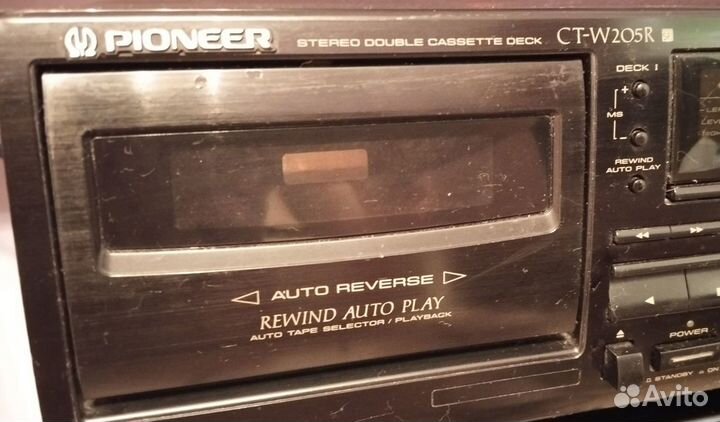 PIONEER STEREO DOUBLE CASSETTE DECK CT-W205R
DECK I
+
MS
−
REWIND
AUTO PLAY
AUTO REVERSE
REWIND AUTO PLAY
AUTO TAPE SELECTOR / PLAYBACK
POWER
STANDBY ON
Avito